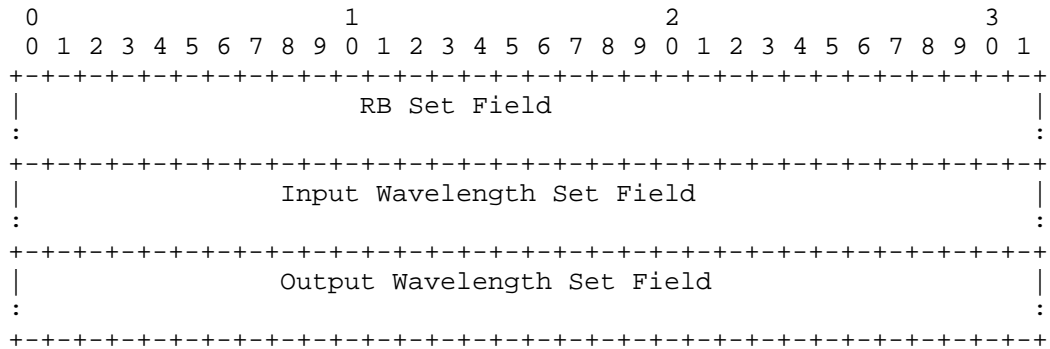 0                   1                   2                   3
 0 1 2 3 4 5 6 7 8 9 0 1 2 3 4 5 6 7 8 9 0 1 2 3 4 5 6 7 8 9 0 1
+-+-+-+-+-+-+-+-+-+-+-+-+-+-+-+-+-+-+-+-+-+-+-+-+-+-+-+-+-+-+-+-+
|                     RB Set Field                              |
:                                                               :
+-+-+-+-+-+-+-+-+-+-+-+-+-+-+-+-+-+-+-+-+-+-+-+-+-+-+-+-+-+-+-+-+
|                Input Wavelength Set Field                     |
:                                                               :
+-+-+-+-+-+-+-+-+-+-+-+-+-+-+-+-+-+-+-+-+-+-+-+-+-+-+-+-+-+-+-+-+
|                Output Wavelength Set Field                    |
:                                                               :
+-+-+-+-+-+-+-+-+-+-+-+-+-+-+-+-+-+-+-+-+-+-+-+-+-+-+-+-+-+-+-+-+